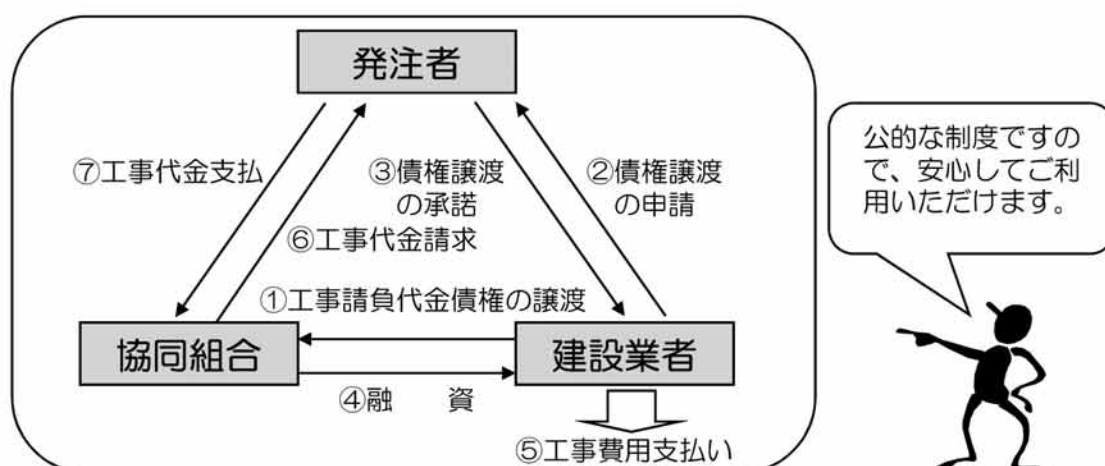 発注者
⑦工事代金支払
③債権譲渡
の承諾
②債権譲渡
の申請
⑥工事代金請求
①工事請負代金債権の譲渡
協同組合
建設業者
④融　資
⑤工事費用支払い
公的な制度ですの
で、安心してご利
用いただけます。